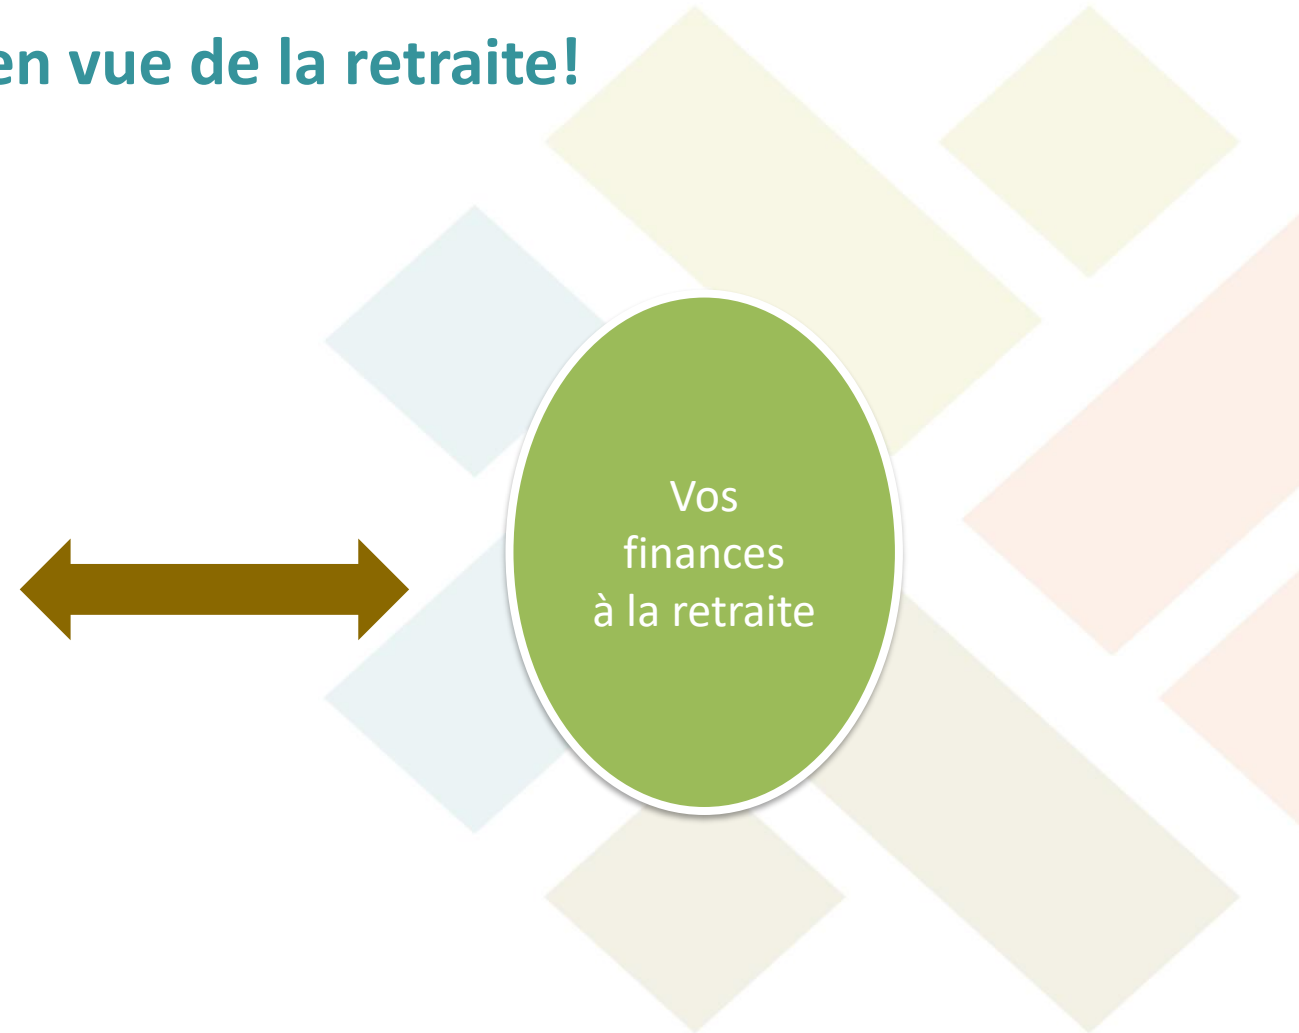 en vue de la retraite!
Vos
finances
à la retraite